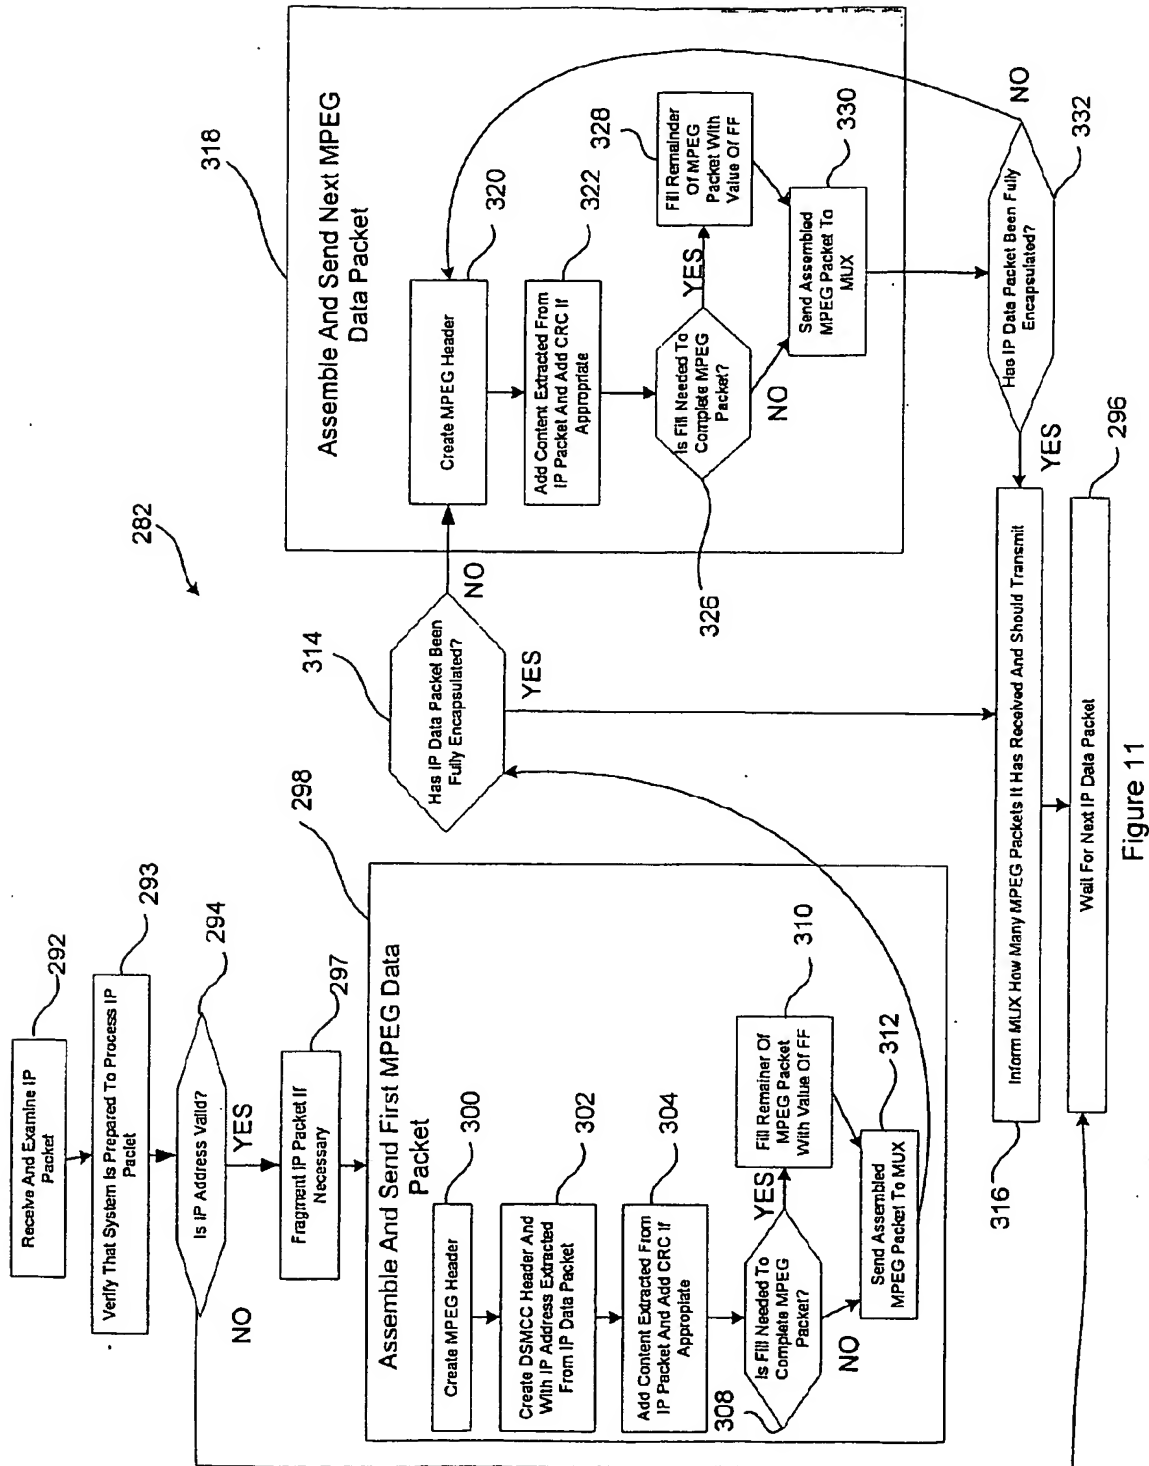 282
292
Receive And Examine IP
Packet
293
Verify That System Is Prepared To Process IP
Paclet
294
Is IP Address Valid?
NO
YES
297
Fragment IP Packet If
Necessary
298
Assemble And Send First MPEG Data
Packet
300
Create MPEG Header
302
Create DSMCC Header And
With IP Address Extracted
From IP Data Packet
304
Add Content Extracted From
IP Packet And Add CRC If
Appropiate
308
Is Fill Needed To
Complete MPEG
Packet?
YES
NO
310
Fill Remainer Of
MPEG Packet
With Value Of FF
312
Send Assembled
MPEG Packet To MUX
314
Has IP Data Packet Been
Fully Encapsulated?
NO
YES
318
Assemble And Send Next MPEG
Data Packet
320
Create MPEG Header
322
Add Content Extracted From
IP Packet And Add CRC If
Appropriate
326
Is Fill Needed To
Complete MPEG
Packet?
YES
NO
328
Fill Remainder
Of MPEG
Packet With
Value Of FF
330
Send Assembled
MPEG Packet To
MUX
332
Has IP Data Packet Been Fully
Encapsulated?
NO
YES
316
Inform MUX How Many MPEG Packets It Has Received And Should Transmit
296
Wait For Next IP Data Packet
Figure 11